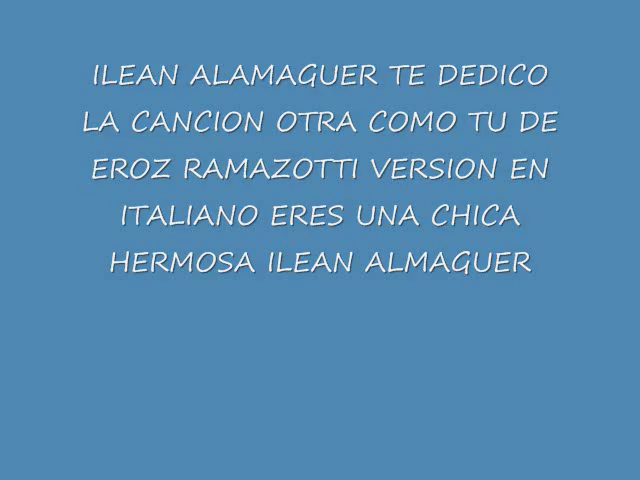 ILEAN ALAMAGUER TE DEDICO
LA CANCION OTRA COMO TU DE
EROZ RAMAZOTTI VERSION EN
ITALIANO ERES UNA CHICA
HERMOSA ILEAN ALMAGUER